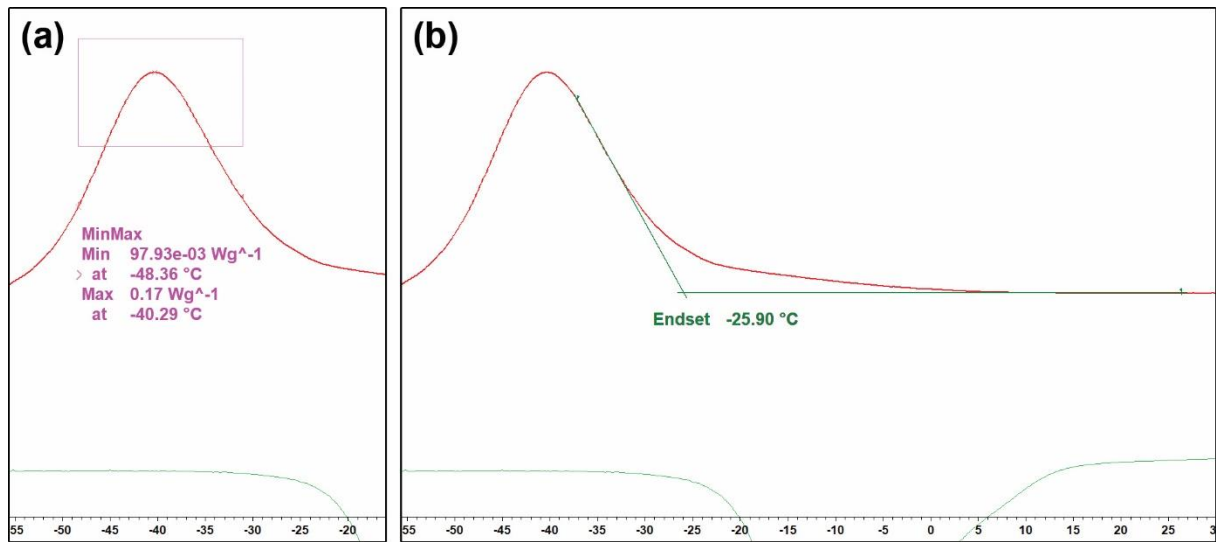 (a)
MinMax
Min 97.93e-03 Wg^-1
at -48.36 °C
Max 0.17 Wg^-1
at -40.29 °C
55 -50 -45 -40 -35 -30 -25 -20
(b)
Endset -25.90 °C
55 -50 -45 -40 -35 -30 -25 -20 -15 -10 -5 0 5 10 15 20 25 3